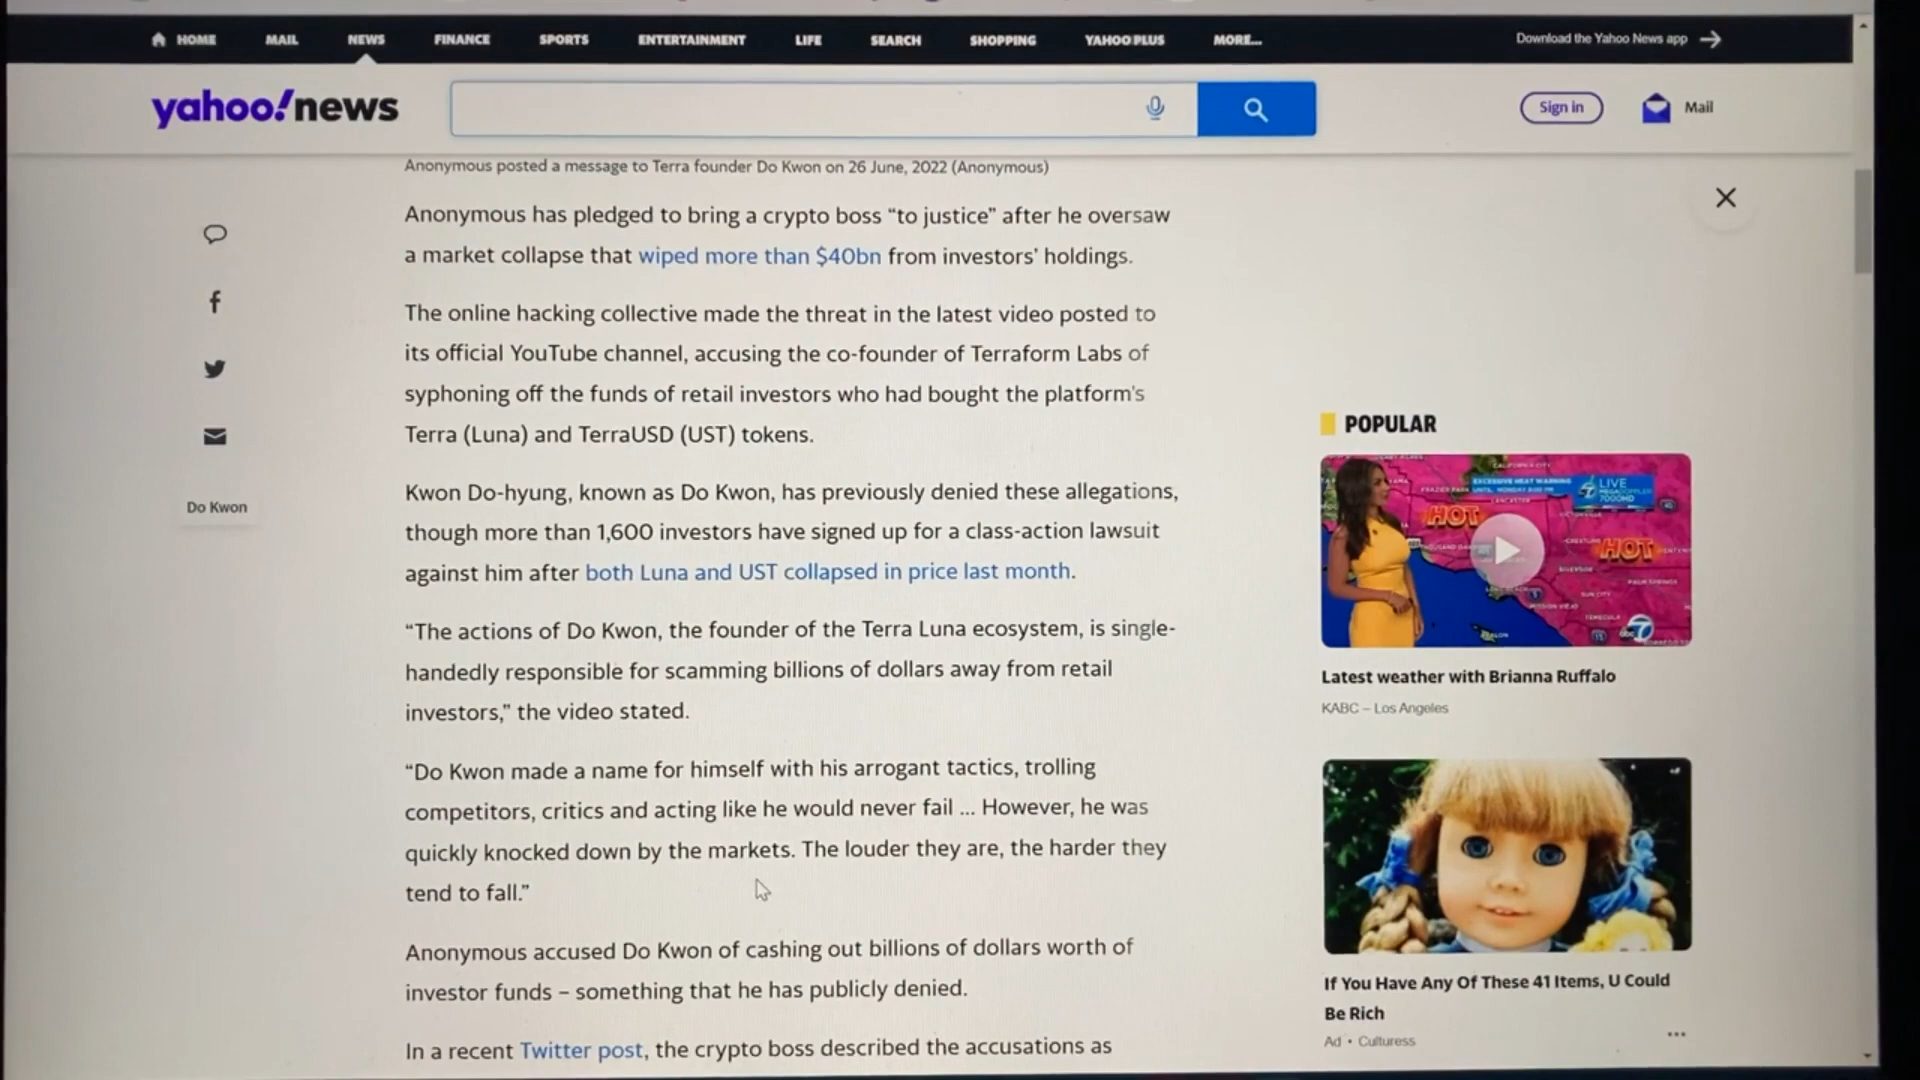 HOME MAIL NEWS FINANCE SPORTS ENTERTAINMENT LIFE SEARCH SHOPPING YAHOO PLUS MORE... Download the Yahoo News app
yahoo!news
Sign in
Mail
Anonymous posted a message to Terra founder Do Kwon on 26 June, 2022 (Anonymous)
Anonymous has pledged to bring a crypto boss “to justice” after he oversaw
a market collapse that wiped more than $40bn from investors’ holdings.
The online hacking collective made the threat in the latest video posted to
its official YouTube channel, accusing the co-founder of Terraform Labs of
syphoning off the funds of retail investors who had bought the platform’s
Terra (Luna) and TerraUSD (UST) tokens.
Kwon Do-hyung, known as Do Kwon, has previously denied these allegations,
though more than 1,600 investors have signed up for a class-action lawsuit
against him after both Luna and UST collapsed in price last month.
“The actions of Do Kwon, the founder of the Terra Luna ecosystem, is single-
handedly responsible for scamming billions of dollars away from retail
investors,” the video stated.
“Do Kwon made a name for himself with his arrogant tactics, trolling
competitors, critics and acting like he would never fail ... However, he was
quickly knocked down by the markets. The louder they are, the harder they
tend to fall.”
Anonymous accused Do Kwon of cashing out billions of dollars worth of
investor funds – something that he has publicly denied.
In a recent Twitter post, the crypto boss described the accusations as
Do Kwon
POPULAR
EXCESSIVE HEAT WARNING
UNTIL MONDAY 8:00 PM
LIVE
MEGADOPPLER
7000HD
HOT
HOT
abc7
Latest weather with Brianna Ruffalo
KABC – Los Angeles
If You Have Any Of These 41 Items, U Could
Be Rich
Ad • Culturess